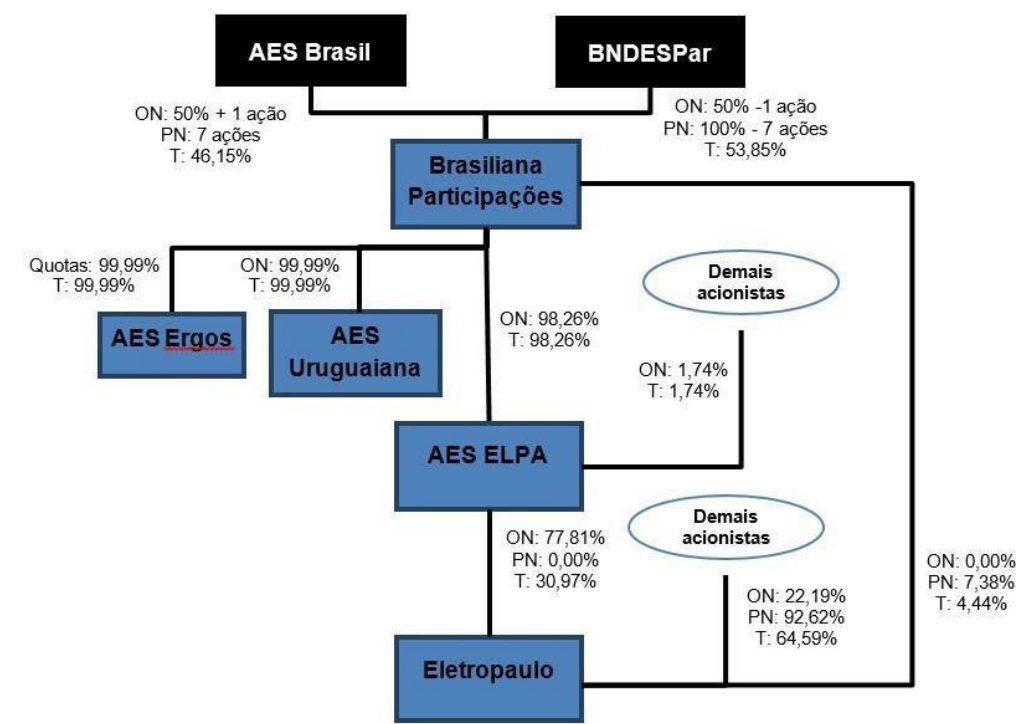 AES Brasil
BNDESPar
ON: 50% + 1 ação
PN: 7 ações
T: 46,15%
ON: 50% -1 ação
PN: 100% - 7 ações
T: 53,85%
Brasiliana
Participações
Quotas: 99,99%
T: 99,99%
ON: 99,99%
T: 99,99%
AES Ergos
AES
Uruguaiana
ON: 98,26%
T: 98,26%
Demais
acionistas
ON: 1,74%
T: 1,74%
AES ELPA
ON: 77,81%
PN: 0,00%
T: 30,97%
Demais
acionistas
ON: 22,19%
PN: 92,62%
T: 64,59%
ON: 0,00%
PN: 7,38%
T: 4,44%
Eletropaulo